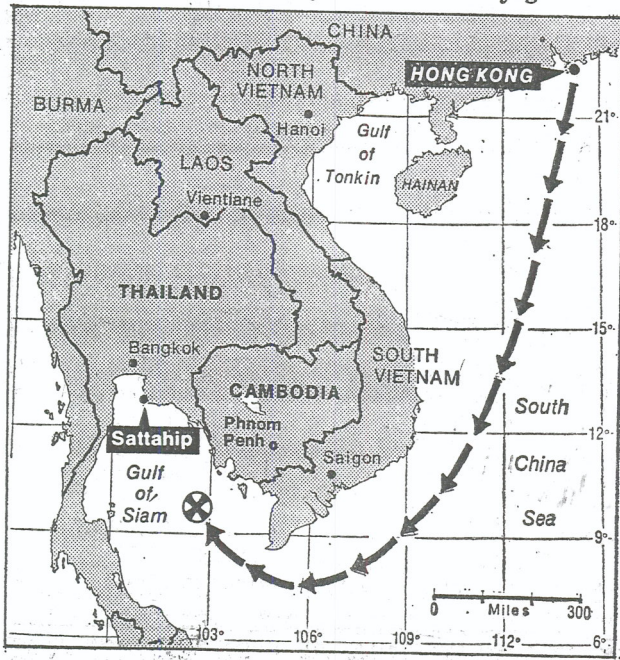 CHINA
HONG KONG
NORTH
VIETNAM
BURMA
Hanoi
21°
Gulf
of
Tonkin
LAOS
HAINAN
Vientiane
18°
THAILAND
15°
Bangkok
SOUTH
VIETNAM
CAMBODIA
South
China
Sea
Sattahip
Phnom
Penh
12°
Saigon
Gulf
of
Siam
9°
0 Miles 300
103° 106° 109° 112° 6°